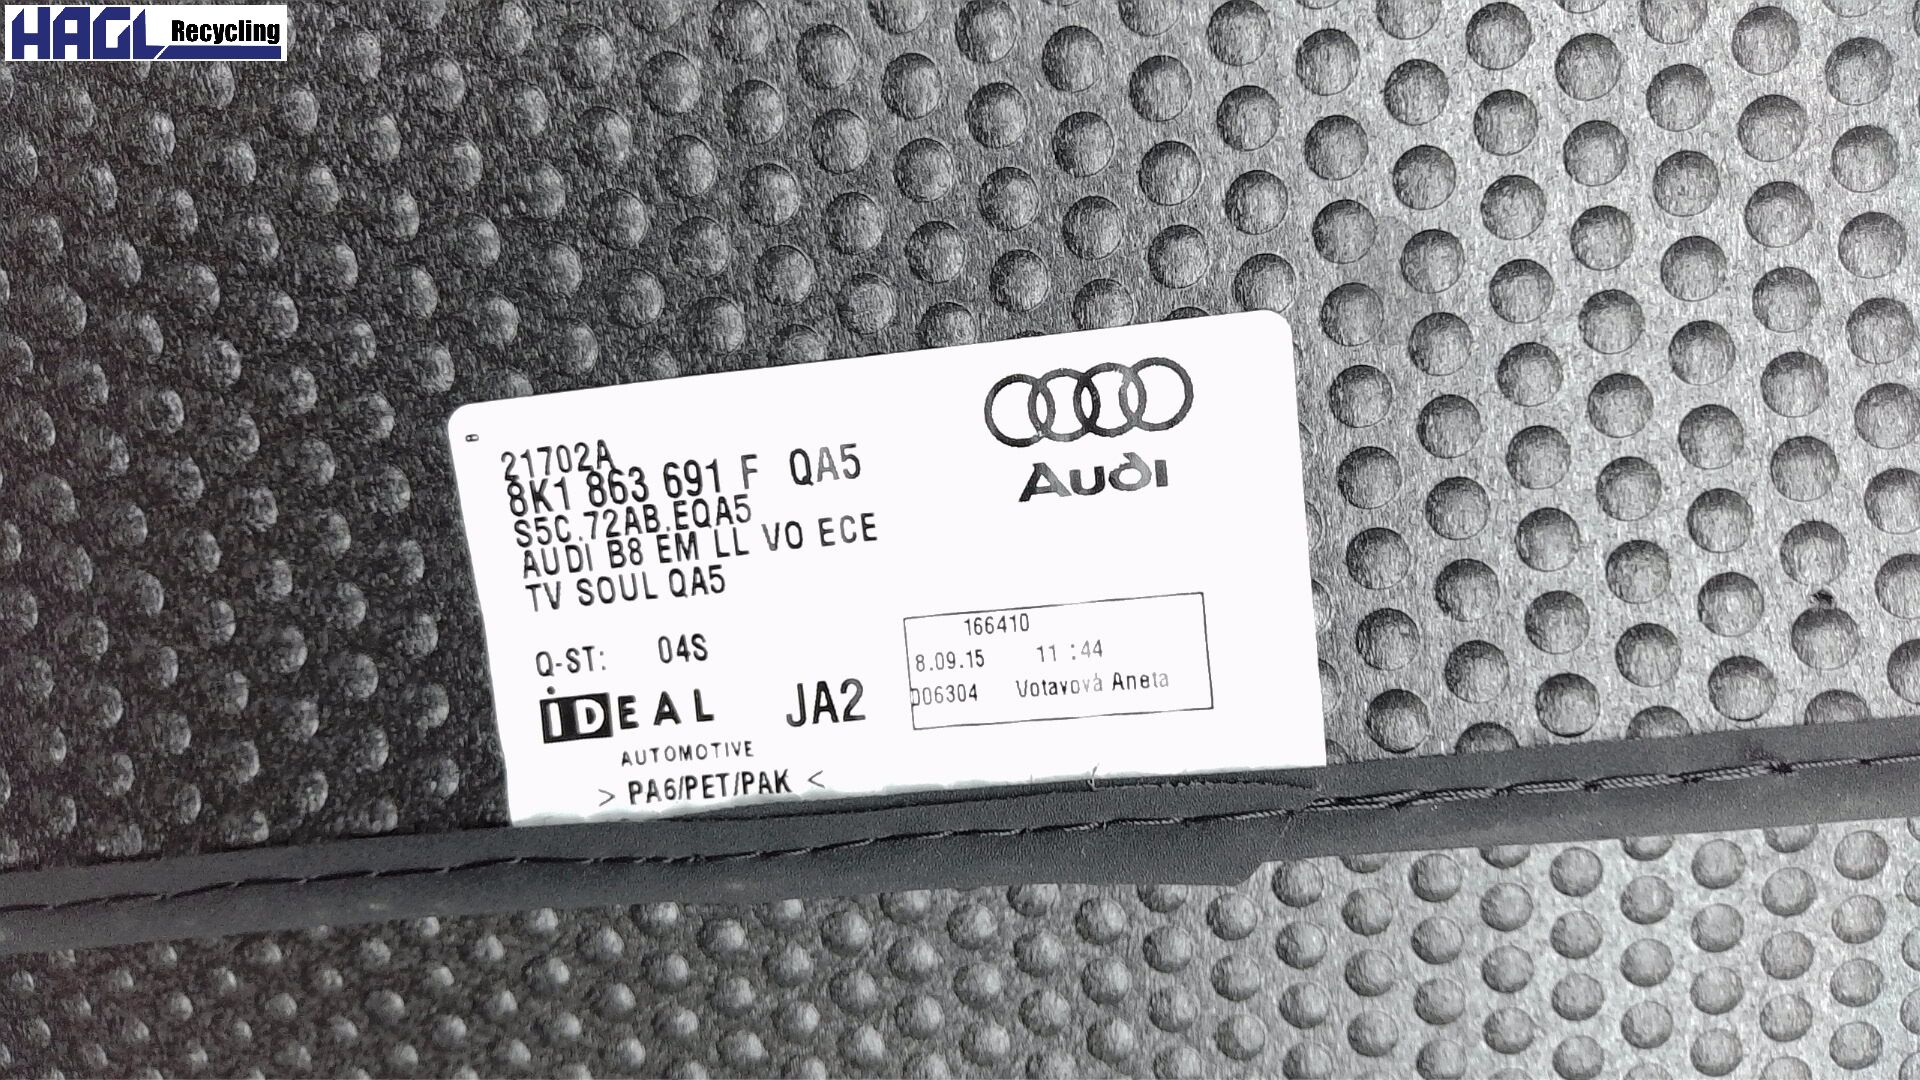 HAGL Recycling
21702A
8K1 863 691 F QA5
S5C.72AB.EQA5
AUDI B8 EM LL VO ECE
TV SOUL QA5
Audi
Q-ST: 04S
iDEAL JA2
AUTOMOTIVE
> PA6/PET/PAK <
166410
8.09.15 11:44
006304 Votavová Aneta